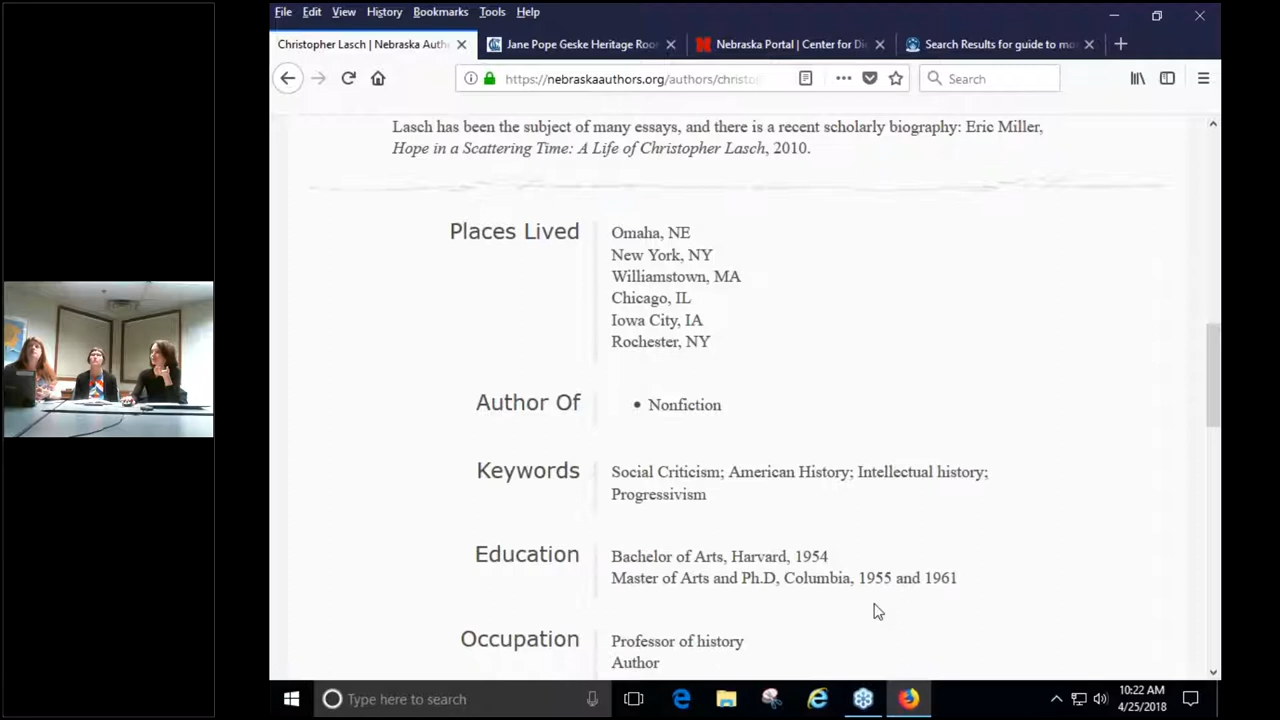 File Edit View History Bookmarks Tools Help
Christopher Lasch | Nebraska Auth
Jane Pope Geske Heritage Roo
Nebraska Portal | Center for Di
Search Results for guide to mo
https://nebraskaauthors.org/authors/christo
Search
Lasch has been the subject of many essays, and there is a recent scholarly biography: Eric Miller,
Hope in a Scattering Time: A Life of Christopher Lasch, 2010.
Places Lived
Omaha, NE
New York, NY
Williamstown, MA
Chicago, IL
Iowa City, IA
Rochester, NY
Author Of
• Nonfiction
Keywords
Social Criticism; American History; Intellectual history;
Progressivism
Education
Bachelor of Arts, Harvard, 1954
Master of Arts and Ph.D, Columbia, 1955 and 1961
Occupation
Professor of history
Author
Type here to search
10:22 AM
4/25/2018